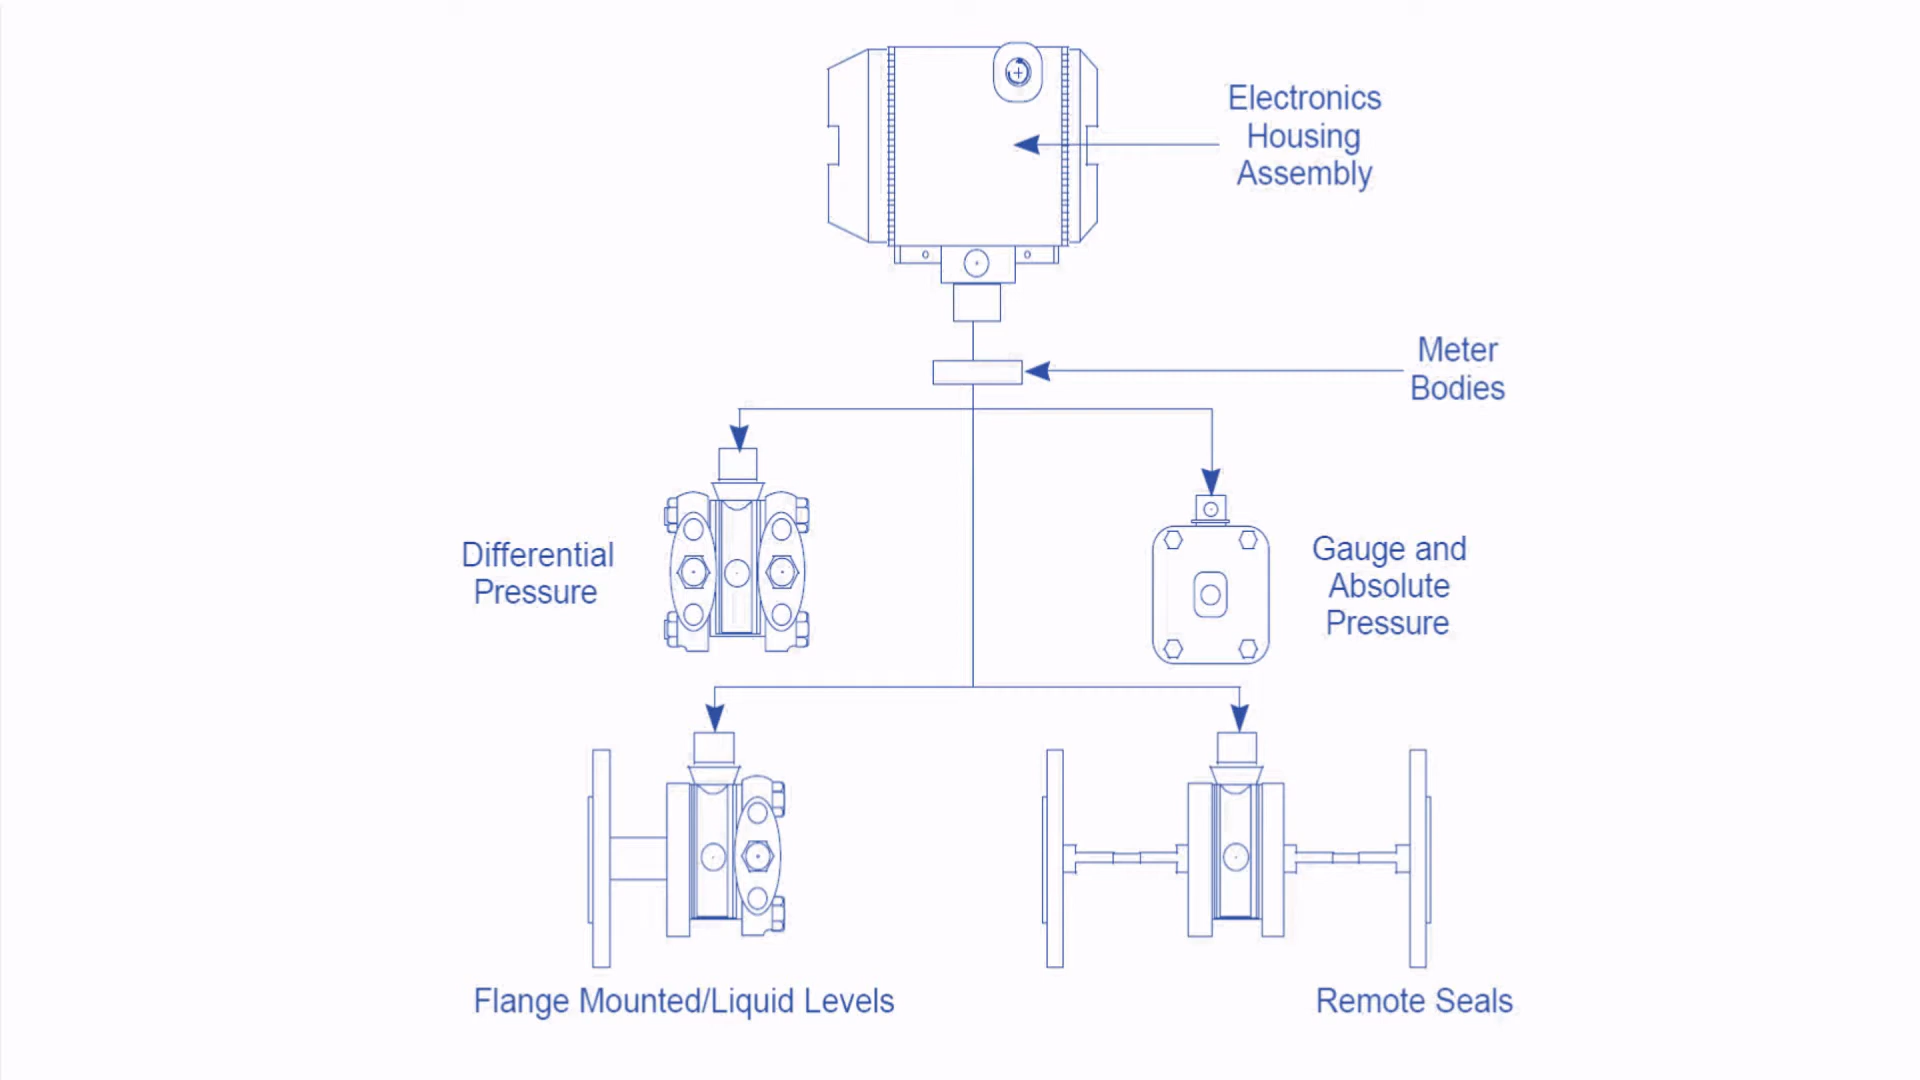 Electronics
Housing
Assembly
Meter
Bodies
Differential
Pressure
Gauge and
Absolute
Pressure
Flange Mounted/Liquid Levels
Remote Seals